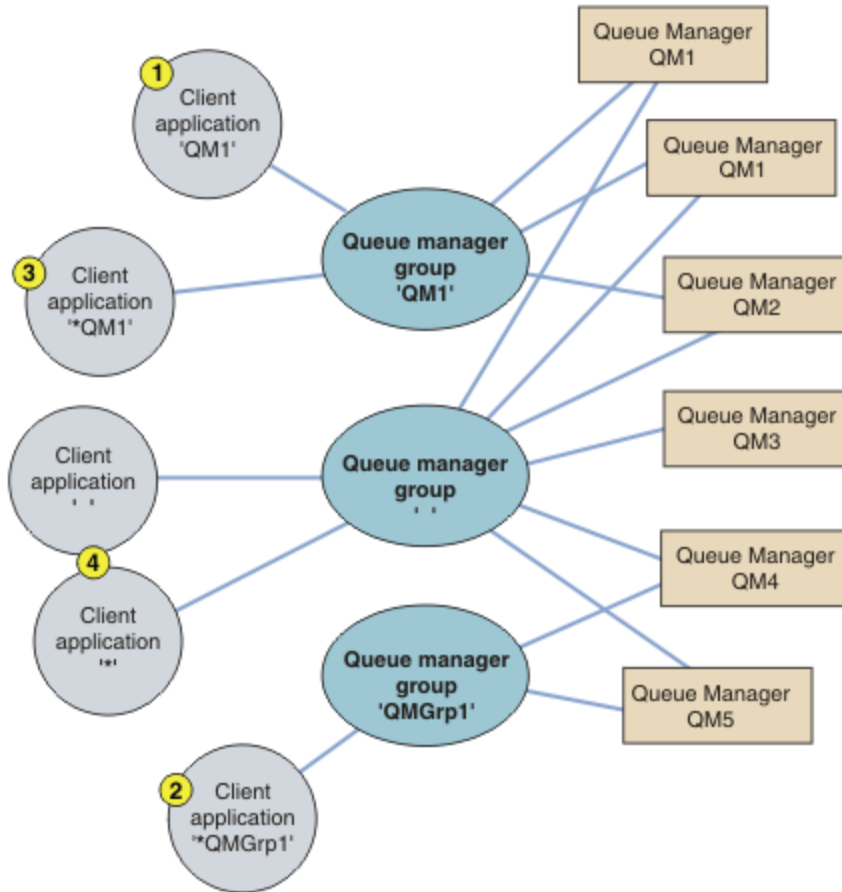 1
Client
application
'QM1'
3
Client
application
'*QM1'
Client
application
' '
4
Client
application
'*'
2
Client
application
'*QMGrp1'
Queue manager
group
'QM1'
Queue manager
group
' '
Queue manager
group
'QMGrp1'
Queue Manager
QM1
Queue Manager
QM1
Queue Manager
QM2
Queue Manager
QM3
Queue Manager
QM4
Queue Manager
QM5